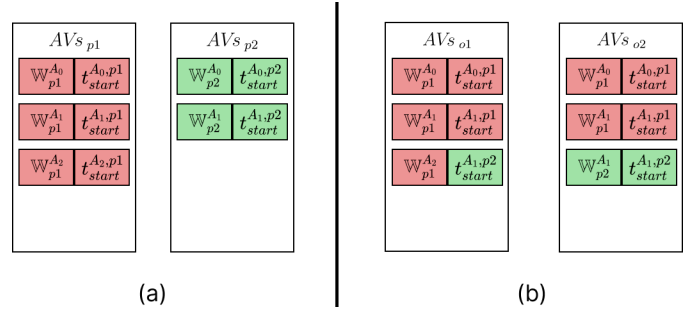 AVs p1
𝕎 A0 p1 t A0,p1 start
𝕎 A1 p1 t A1,p1 start
𝕎 A2 p1 t A2,p1 start
AVs p2
𝕎 A0 p2 t A0,p2 start
𝕎 A1 p2 t A1,p2 start
(a)
AVs o1
𝕎 A0 p1 t A0,p1 start
𝕎 A1 p1 t A1,p1 start
𝕎 A2 p1 t A1,p2 start
AVs o2
𝕎 A0 p1 t A0,p1 start
𝕎 A1 p1 t A1,p1 start
𝕎 A1 p2 t A1,p2 start
(b)